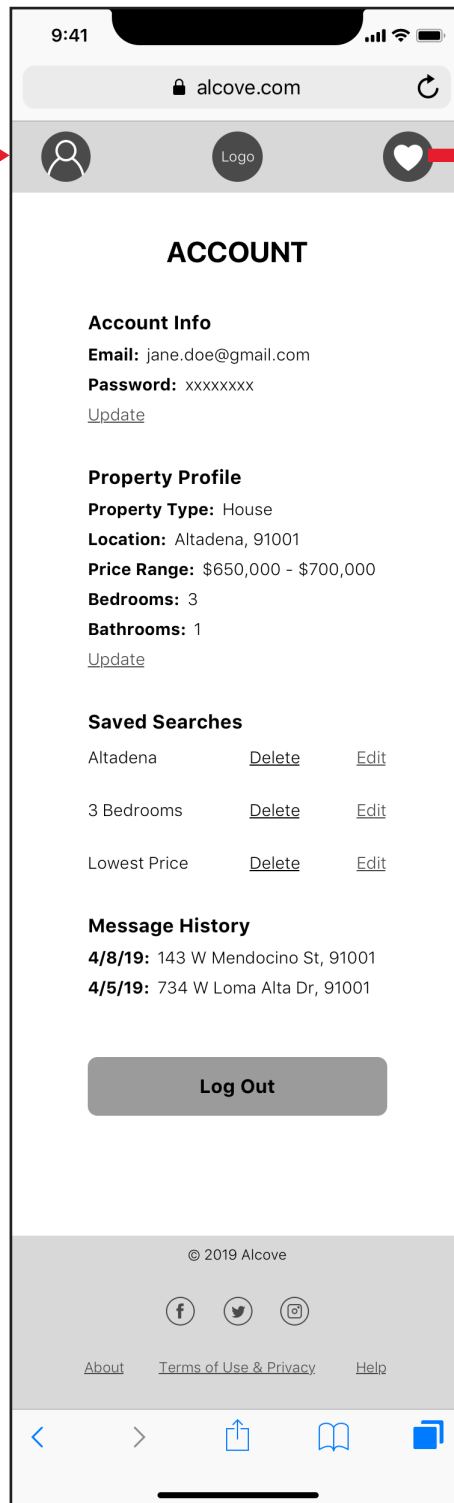 9:41
alcove.com
Logo
ACCOUNT
Account Info
Email: jane.doe@gmail.com
Password: xxxxxxxx
Update
Property Profile
Property Type: House
Location: Altadena, 91001
Price Range: $650,000 - $700,000
Bedrooms: 3
Bathrooms: 1
Update
Saved Searches
Altadena Delete Edit
3 Bedrooms Delete Edit
Lowest Price Delete Edit
Message History
4/8/19: 143 W Mendocino St, 91001
4/5/19: 734 W Loma Alta Dr, 91001
Log Out
© 2019 Alcove
About Terms of Use & Privacy Help